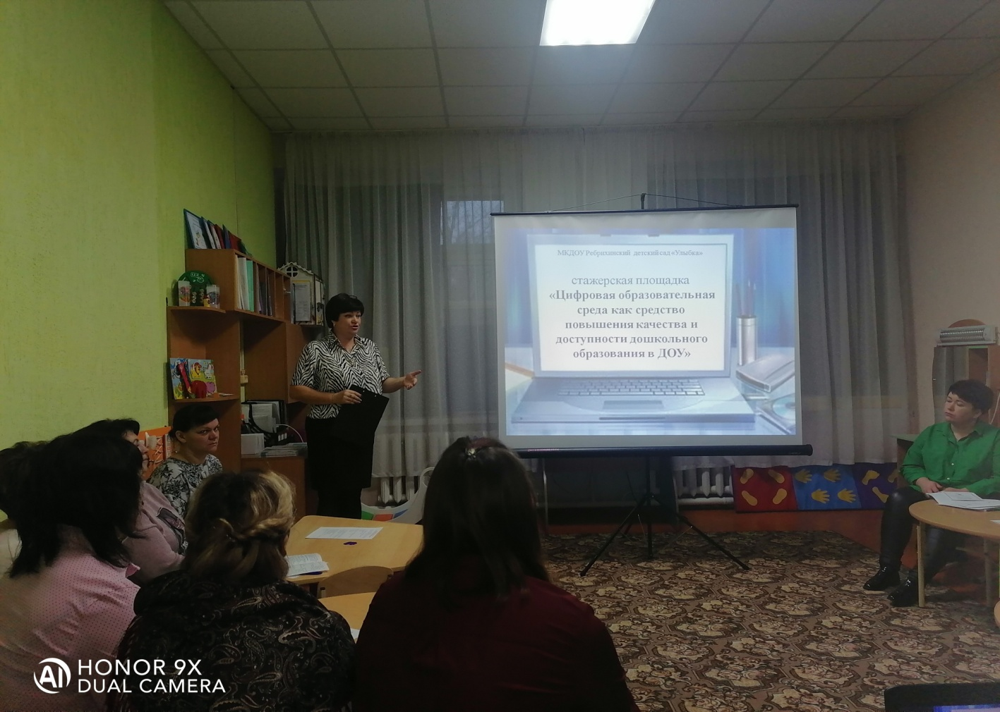 МКДОУ Ребрихинский детский сад «Улыбка»
стажерская площадка
«Цифровая образовательная
среда как средство
повышения качества и
доступности дошкольного
образования в ДОУ»
AI HONOR 9X
DUAL CAMERA